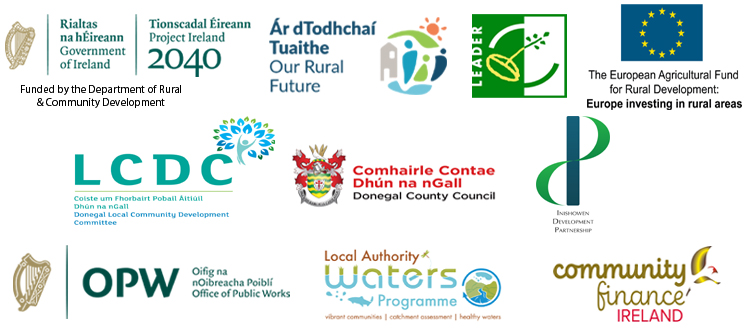 Rialtas
na hÉireann
Government
of Ireland
Tionscadal Éireann
Project Ireland
2040
Funded by the Department of Rural
& Community Development
Ár dTodhchaí
Tuaithe
Our Rural
Future
LEADER
The European Agricultural Fund
for Rural Development:
Europe investing in rural areas
LCDC
Coiste um Fhorbairt Pobail Áitiúil
Dhún na nGall
Donegal Local Community Development
Committee
Comhairle Contae
Dhún na nGall
Donegal County Council
Inishowen
Development
Partnership
OPW
Oifig na
nOibreacha Poiblí
Office of Public Works
Local Authority
Waters
Programme
vibrant communities | catchment assessment | healthy waters
community
finance
IRELAND